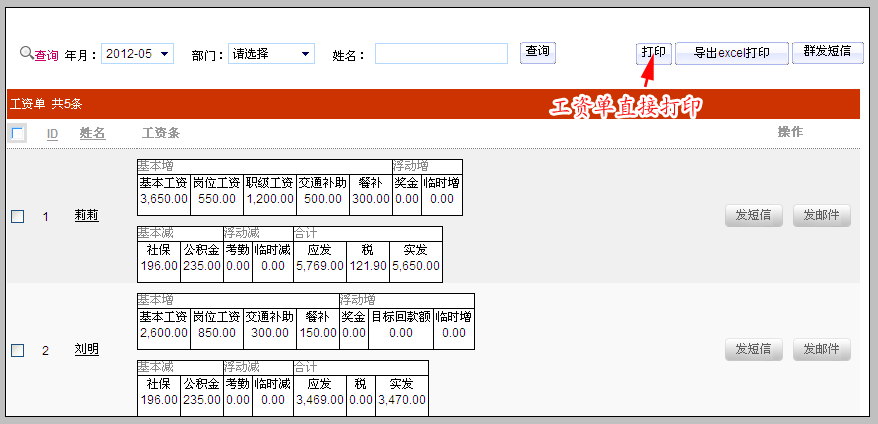 查询 年月： 2012-05 部门： 请选择 姓名： 查询 打印 导出excel打印 群发短信
工资单直接打印
工资单 共5条
ID 姓名 工资条 操作
基本增 浮动增
基本工资 岗位工资 职级工资 交通补助 餐补 奖金 临时增
3,650.00 550.00 1,200.00 500.00 300.00 0.00 0.00
1 莉莉 发短信 发邮件
基本减 浮动减 合计
社保 公积金 考勤 临时减 应发 税 实发
196.00 235.00 0.00 0.00 5,769.00 121.90 5,650.00
基本增 浮动增
基本工资 岗位工资 交通补助 餐补 奖金 目标回款额 临时增
2,600.00 850.00 300.00 150.00 0.00 0.00 0.00
2 刘明 发短信 发邮件
基本减 浮动减 合计
社保 公积金 考勤 临时减 应发 税 实发
196.00 235.00 0.00 0.00 3,469.00 0.00 3,470.00